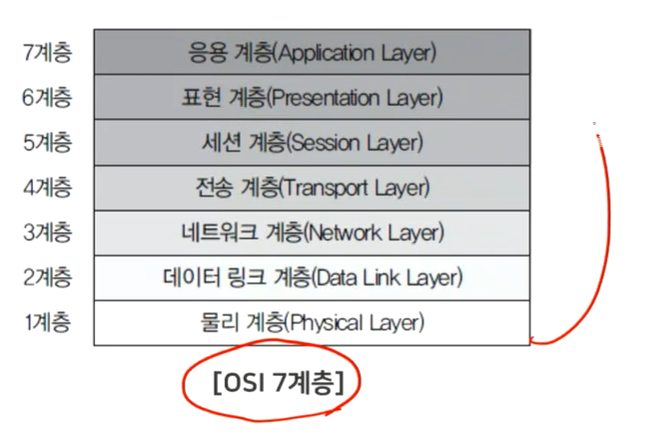 7계층 응용 계층(Application Layer)
6계층 표현 계층(Presentation Layer)
5계층 세션 계층(Session Layer)
4계층 전송 계층(Transport Layer)
3계층 네트워크 계층(Network Layer)
2계층 데이터 링크 계층(Data Link Layer)
1계층 물리 계층(Physical Layer)
[OSI 7계층]